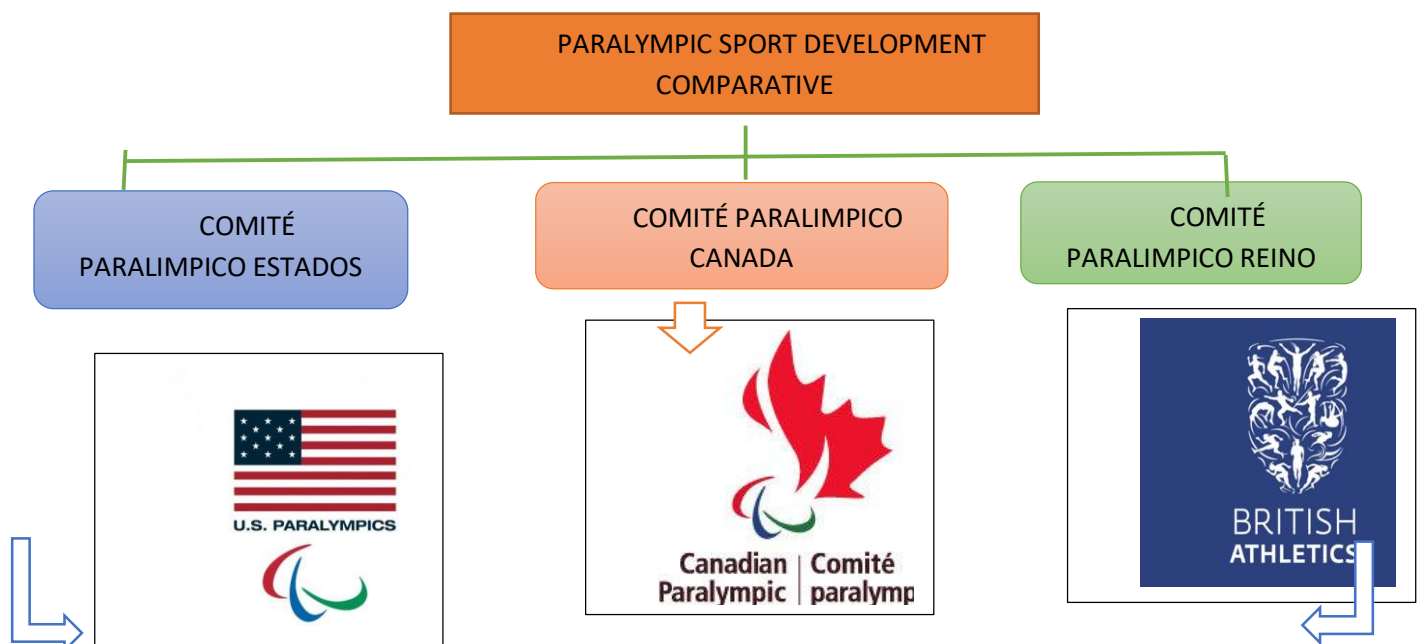 PARALYMPIC SPORT DEVELOPMENT
COMPARATIVE
COMITÉ
PARALIMPICO ESTADOS
COMITÉ PARALIMPICO
CANADA
COMITÉ
PARALIMPICO REINO
U.S. PARALYMPICS
Canadian
Paralympic
Comité
paralymp
BRITISH
ATHLETICS